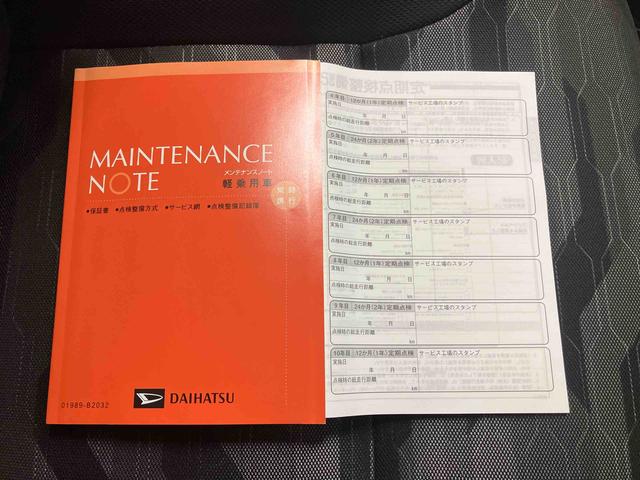 MAINTENANCE
NOTE
メンテナンスノート
軽乗用車
常時
携行
●保証書 ●点検整備方式 ●サービス網 ●点検整備記録簿
DAIHATSU
01989-B2032
定期点検整備記
4年目 12か月(1年)定期点検 サービス工場のスタンプ
実施日
年 月 日
点検時の総走行距離
km
5年目 24か月(2年)定期点検 サービス工場のスタンプ
実施日
年 月 日
点検時の総走行距離
km
6年目 12か月(1年)定期点検 サービス工場のスタンプ
実施日
年 月 日
点検時の総走行距離
km
7年目 24か月(2年)定期点検 サービス工場のスタンプ
実施日
年 月 日
点検時の総走行距離
km
8年目 12か月(1年)定期点検 サービス工場のスタンプ
実施日
年 月 日
点検時の総走行距離
km
9年目 24か月(2年)定期点検 サービス工場のスタンプ
実施日
年 月 日
点検時の総走行距離
km
10年目 12か月(1年)定期点検 サービス工場のスタンプ
実施日
年 月 日
点検時の総走行距離
km